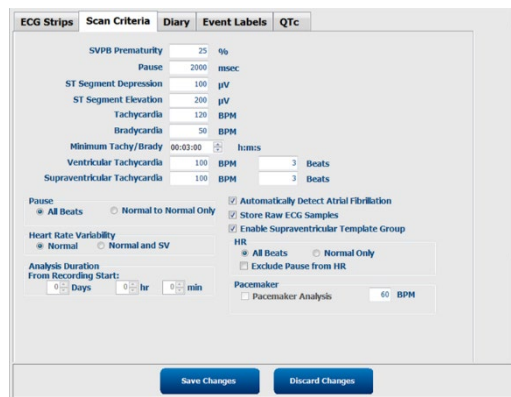 ECG Strips Scan Criteria Diary Event Labels QTc
SVPB Prematurity 25 %
Pause 2000 msec
ST Segment Depression 100 µV
ST Segment Elevation 200 µV
Tachycardia 120 BPM
Bradycardia 50 BPM
Minimum Tachy/Brady 00:03:00 h:m:s
Ventricular Tachycardia 100 BPM 3 Beats
Supraventricular Tachycardia 100 BPM 3 Beats
Pause
All Beats Normal to Normal Only
Heart Rate Variability
Normal Normal and SV
Analysis Duration
From Recording Start:
0 Days 0 hr 0 min
Automatically Detect Atrial Fibrillation
Store Raw ECG Samples
Enable Supraventricular Template Group
HR
All Beats Normal Only
Exclude Pause from HR
Pacemaker
Pacemaker Analysis 60 BPM
Save Changes Discard Changes